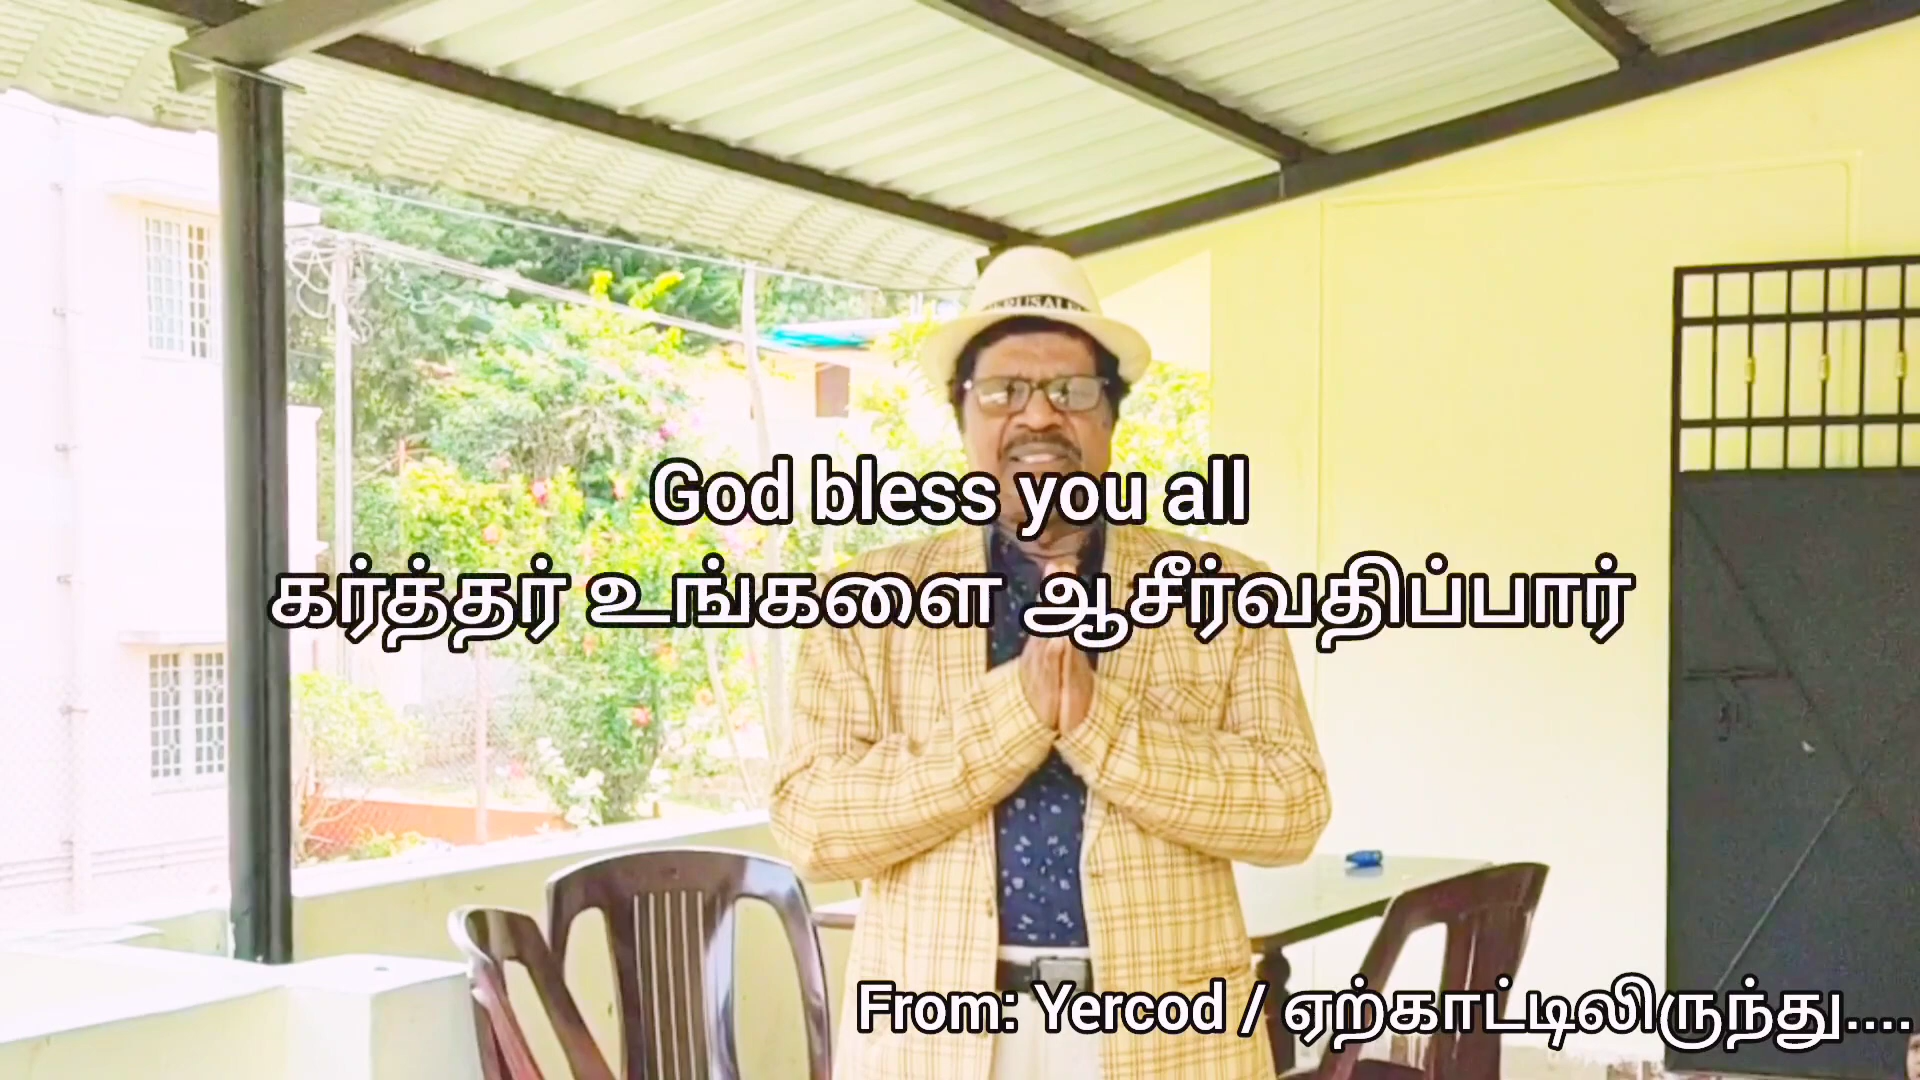 God bless you all
கர்த்தர் உங்களை ஆசீர்வதிப்பார்
From: Yercod / ஏற்காட்டிலிருந்து....